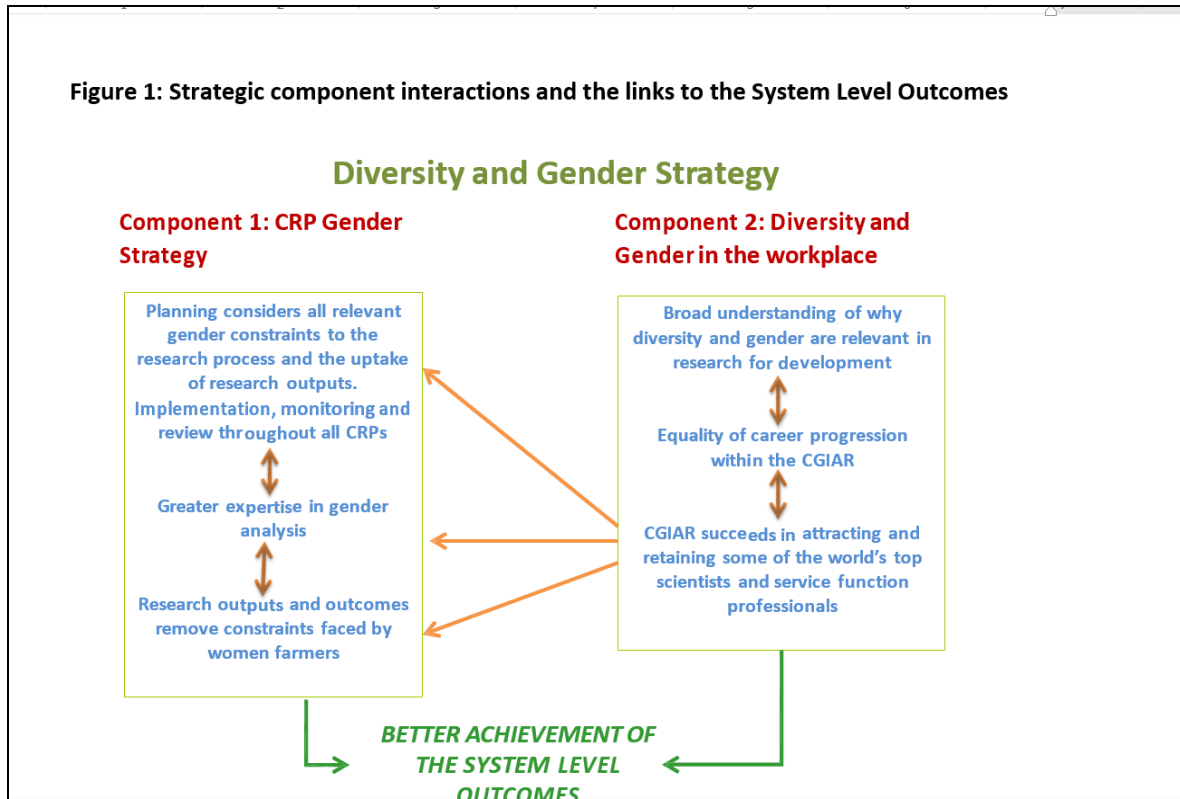 Figure 1: Strategic component interactions and the links to the System Level Outcomes
Diversity and Gender Strategy
Component 1: CRP Gender
Strategy
Planning considers all relevant
gender constraints to the
research process and the uptake
of research outputs.
Implementation, monitoring and
review throughout all CRPs
Greater expertise in gender
analysis
Research outputs and outcomes
remove constraints faced by
women farmers
Component 2: Diversity and
Gender in the workplace
Broad understanding of why
diversity and gender are relevant in
research for development
Equality of career progression
within the CGIAR
CGIAR succeeds in attracting and
retaining some of the world's top
scientists and service function
professionals
BETTER ACHIEVEMENT OF
THE SYSTEM LEVEL
OUTCOMES